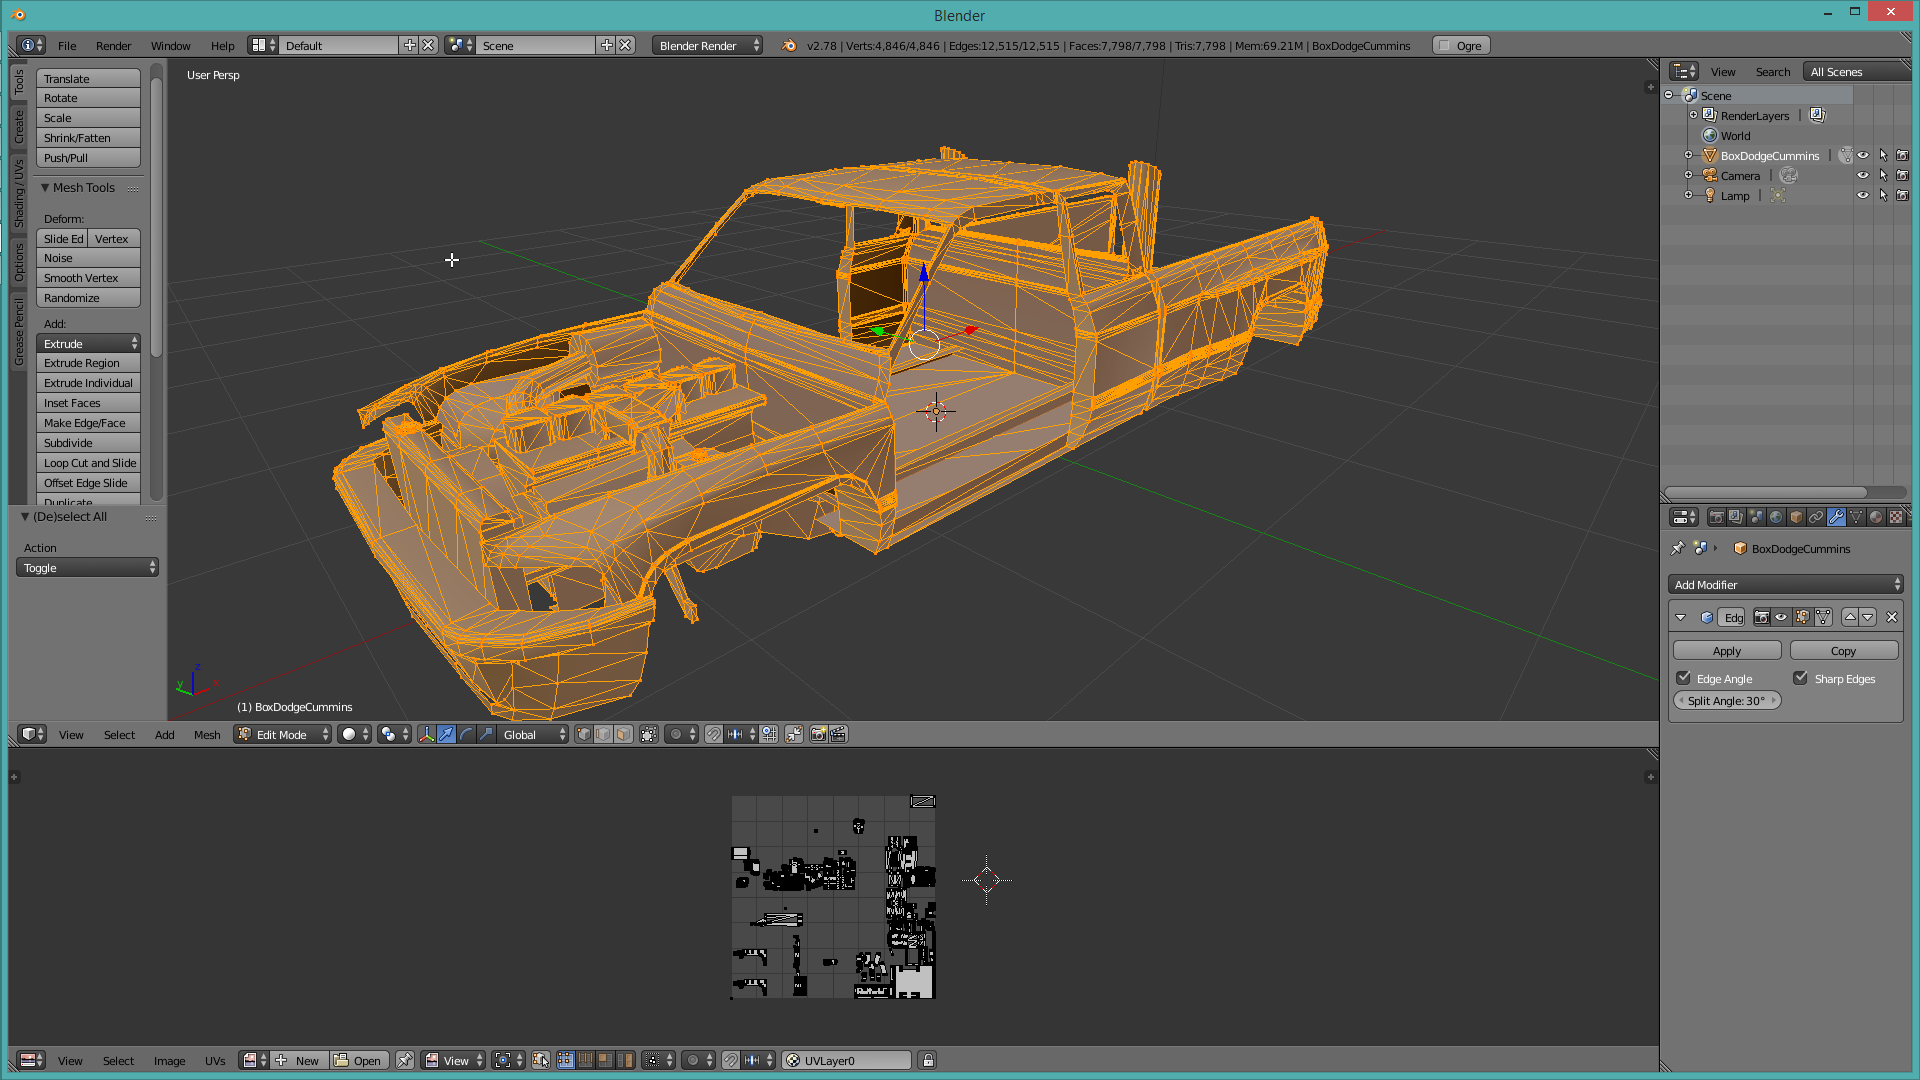 Blender
File Render Window Help Default Scene Blender Render v2.78 | Verts:4,846/4,846 | Edges:12,515/12,515 | Faces:7,798/7,798 | Tris:7,798 | Mem:69.21M | BoxDodgeCummins Ogre
Tools
Create
Shading / UVs
Options
Grease Pencil
Translate
Rotate
Scale
Shrink/Fatten
Push/Pull
Mesh Tools
Deform:
Slide Ed Vertex
Noise
Smooth Vertex
Randomize
Add:
Extrude
Extrude Region
Extrude Individual
Inset Faces
Make Edge/Face
Subdivide
Loop Cut and Slide
Offset Edge Slide
Duplicate
(De)select All
Action
Toggle
User Persp
z
y
x
(1) BoxDodgeCummins
View Select Add Mesh Edit Mode Global
View Select Image UVs New Open View UVLayer0
View Search All Scenes
Scene
RenderLayers |
World
BoxDodgeCummins |
Camera |
Lamp |
BoxDodgeCummins
Add Modifier
Edg
Apply Copy
Edge Angle Sharp Edges
Split Angle: 30°